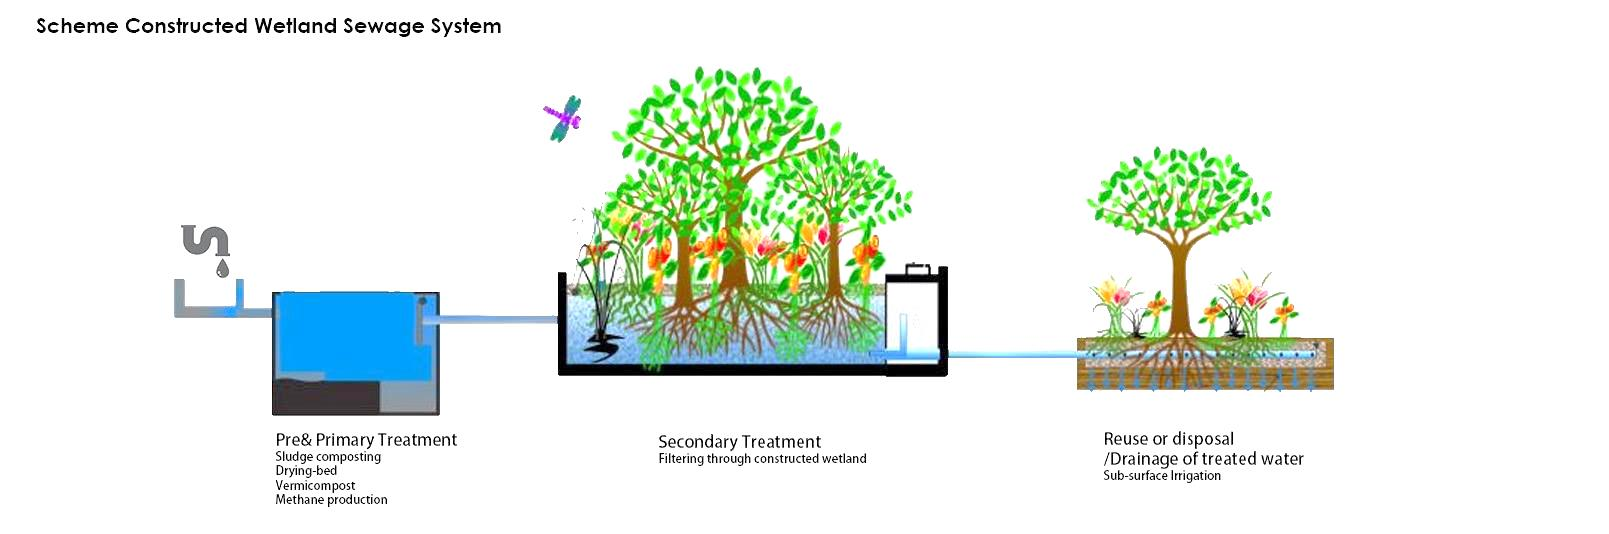 Scheme Constructed Wetland Sewage System
Pre& Primary Treatment
Sludge composting
Drying-bed
Vermicompost
Methane production
Secondary Treatment
Filtering through constructed wetland
Reuse or disposal
/Drainage of treated water
Sub-surface Irrigation